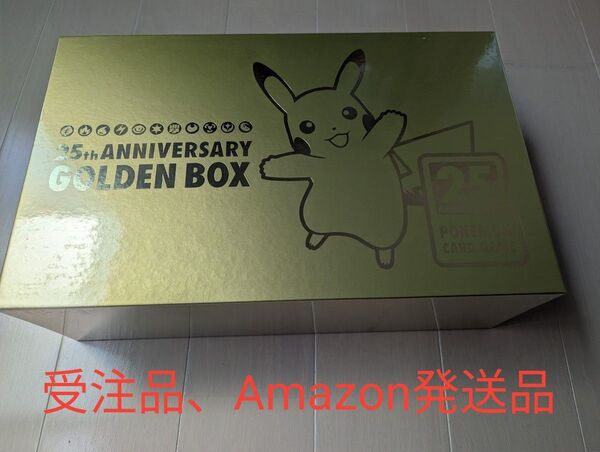 25th ANNIVERSARY
GOLDEN BOX
25
POKÉMON
CARD GAME
受注品、Amazon発送品